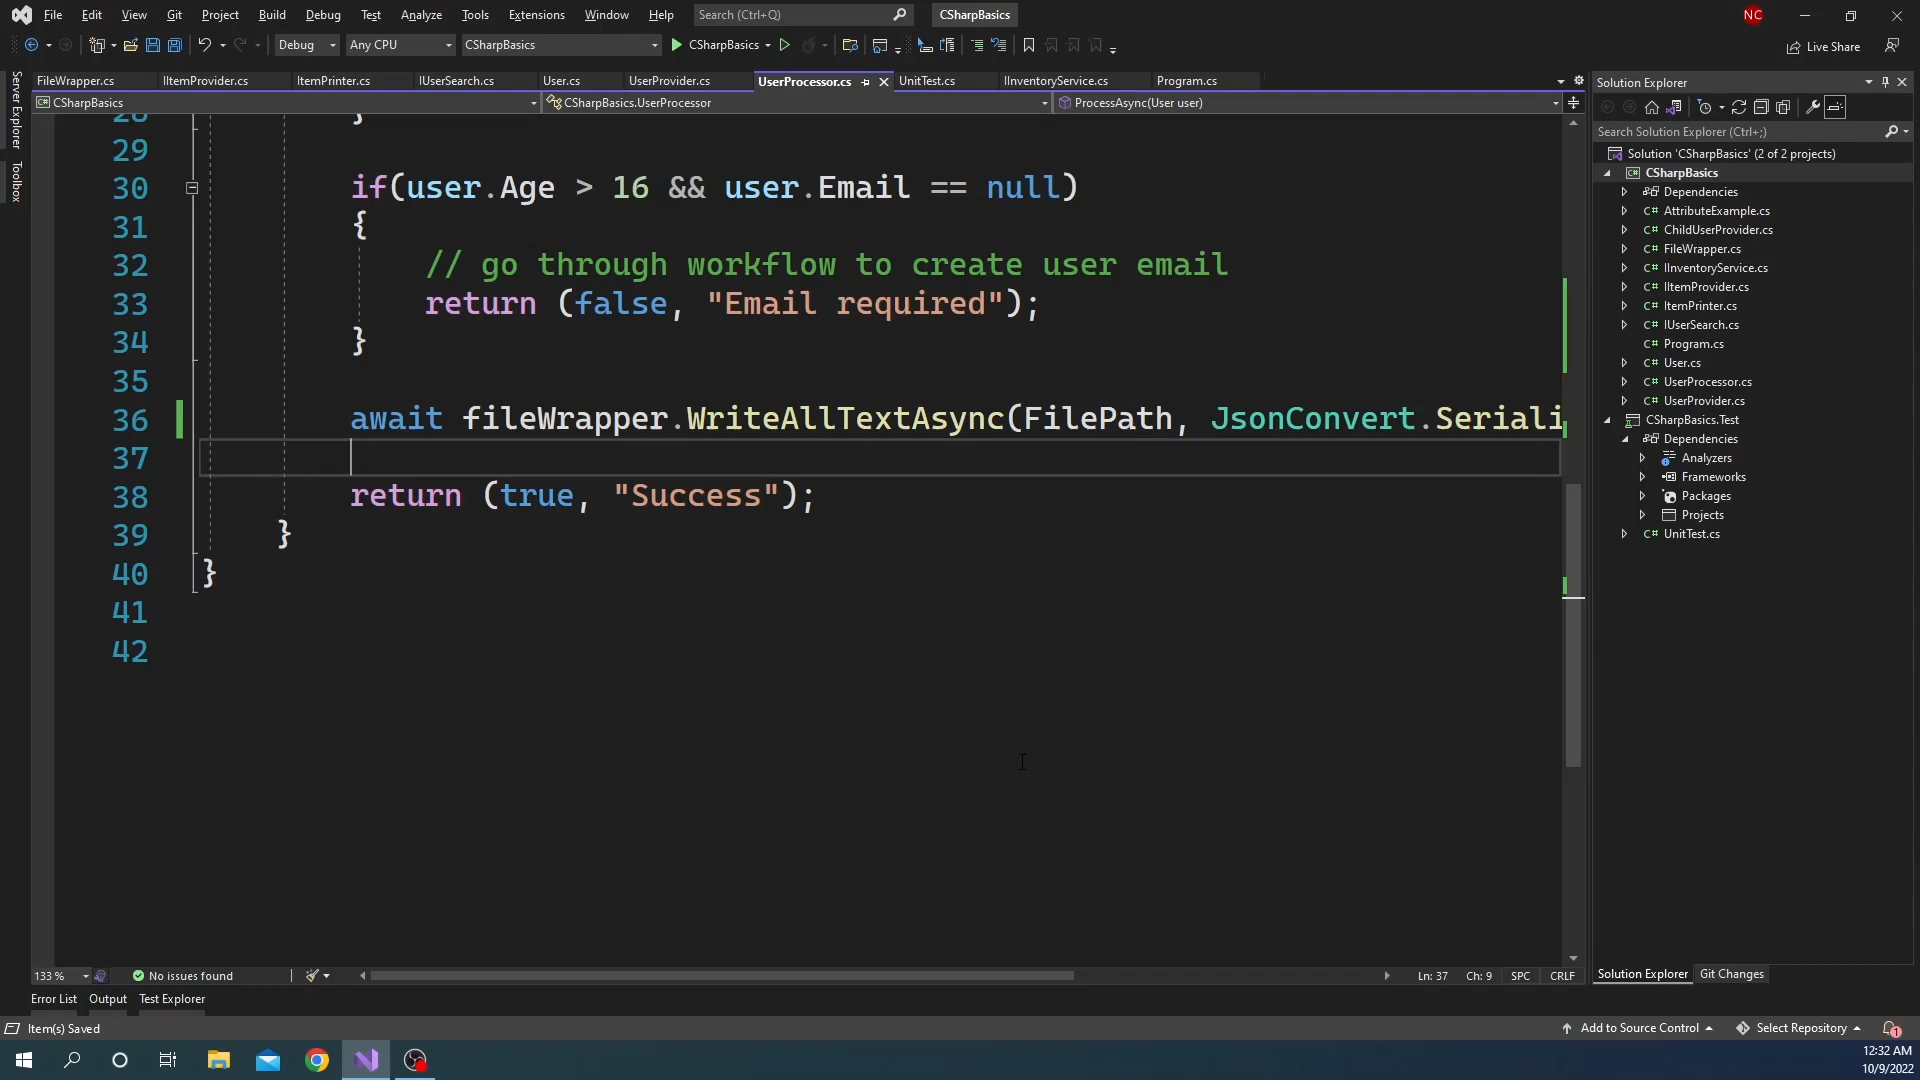 File Edit View Git Project Build Debug Test Analyze Tools Extensions Window Help Search (Ctrl+Q) CSharpBasics NC
Debug Any CPU CSharpBasics CSharpBasics Live Share
Server Explorer
Toolbox
FileWrapper.cs IItemProvider.cs ItemPrinter.cs IUserSearch.cs User.cs UserProvider.cs UserProcessor.cs UnitTest.cs IInventoryService.cs Program.cs
CSharpBasics CSharpBasics.UserProcessor ProcessAsync(User user)
28 }
29
30 if(user.Age > 16 && user.Email == null)
31 {
32 // go through workflow to create user email
33 return (false, "Email required");
34 }
35
36 await fileWrapper.WriteAllTextAsync(FilePath, JsonConvert.Seriali
37
38 return (true, "Success");
39 }
40 }
41
42
133 % No issues found Ln: 37 Ch: 9 SPC CRLF
Error List Output Test Explorer
Solution Explorer
Search Solution Explorer (Ctrl+;)
Solution 'CSharpBasics' (2 of 2 projects)
CSharpBasics
Dependencies
C# AttributeExample.cs
C# ChildUserProvider.cs
C# FileWrapper.cs
C# IInventoryService.cs
C# IItemProvider.cs
C# ItemPrinter.cs
C# IUserSearch.cs
C# Program.cs
C# User.cs
C# UserProcessor.cs
C# UserProvider.cs
CSharpBasics.Test
Dependencies
Analyzers
Frameworks
Packages
Projects
C# UnitTest.cs
Solution Explorer Git Changes
Item(s) Saved Add to Source Control Select Repository 1
12:32 AM
10/9/2022